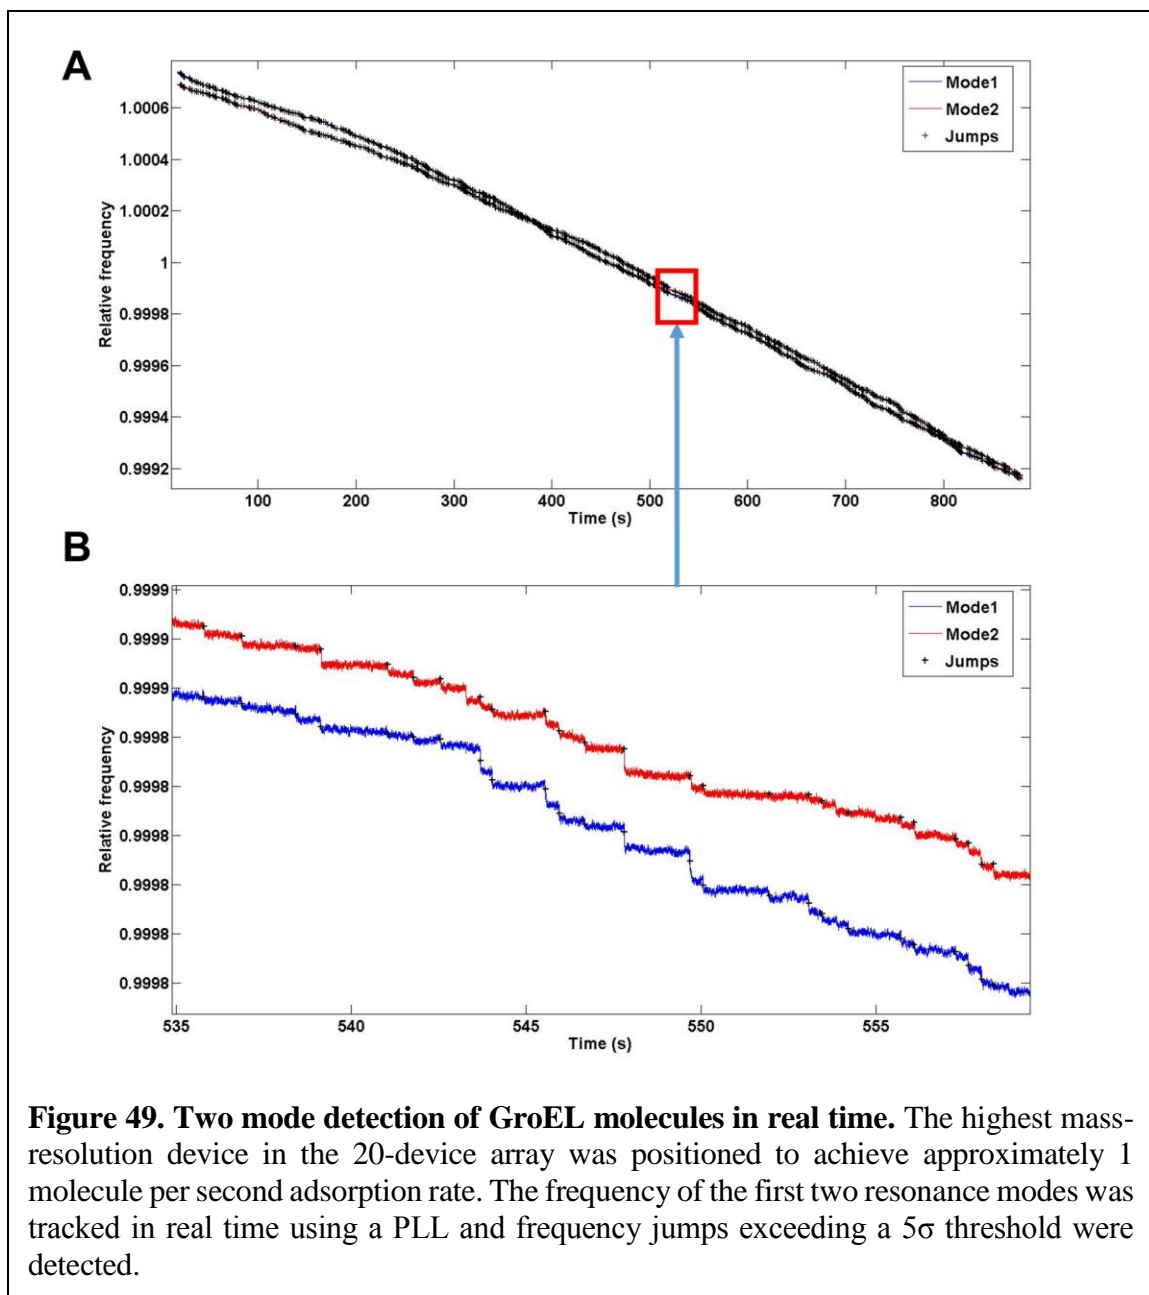 A
Mode1
Mode2
Jumps
1.0006
1.0004
1.0002
1
0.9998
0.9996
0.9994
0.9992
Relative frequency
100 200 300 400 500 600 700 800
Time (s)
B
Mode1
Mode2
Jumps
0.9999
0.9999
0.9999
0.9998
0.9998
0.9998
0.9998
0.9998
0.9998
Relative frequency
535 540 545 550 555
Time (s)
Figure 49. Two mode detection of GroEL molecules in real time. The highest mass-
resolution device in the 20-device array was positioned to achieve approximately 1
molecule per second adsorption rate. The frequency of the first two resonance modes was
tracked in real time using a PLL and frequency jumps exceeding a 5σ threshold were
detected.